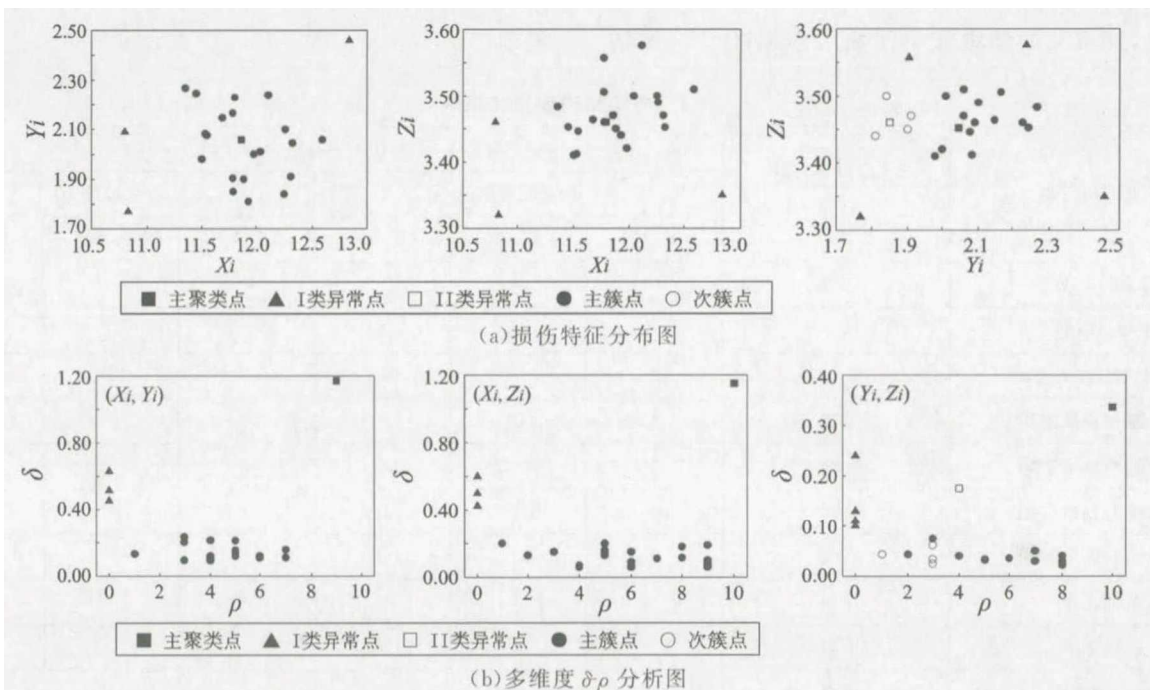 2.50
2.30
2.10
1.90
1.70
Yi
10.5 11.0 11.5 12.0 12.5 13.0
Xi
3.60
3.50
3.40
3.30
Zi
10.5 11.0 11.5 12.0 12.5 13.0
Xi
3.60
3.50
3.40
3.30
Zi
1.7 1.9 2.1 2.3 2.5
Yi
主聚类点 I类异常点 II类异常点 主簇点 次簇点
(a)损伤特征分布图
(Xi, Yi)
1.20
0.80
0.40
0.00
δ
0 2 4 6 8 10
ρ
(Xi, Zi)
1.20
0.80
0.40
0.00
δ
0 2 4 6 8 10
ρ
(Yi, Zi)
0.40
0.30
0.20
0.10
0.00
δ
0 2 4 6 8 10
ρ
主聚类点 I类异常点 II类异常点 主簇点 次簇点
(b)多维度 δ-ρ 分析图